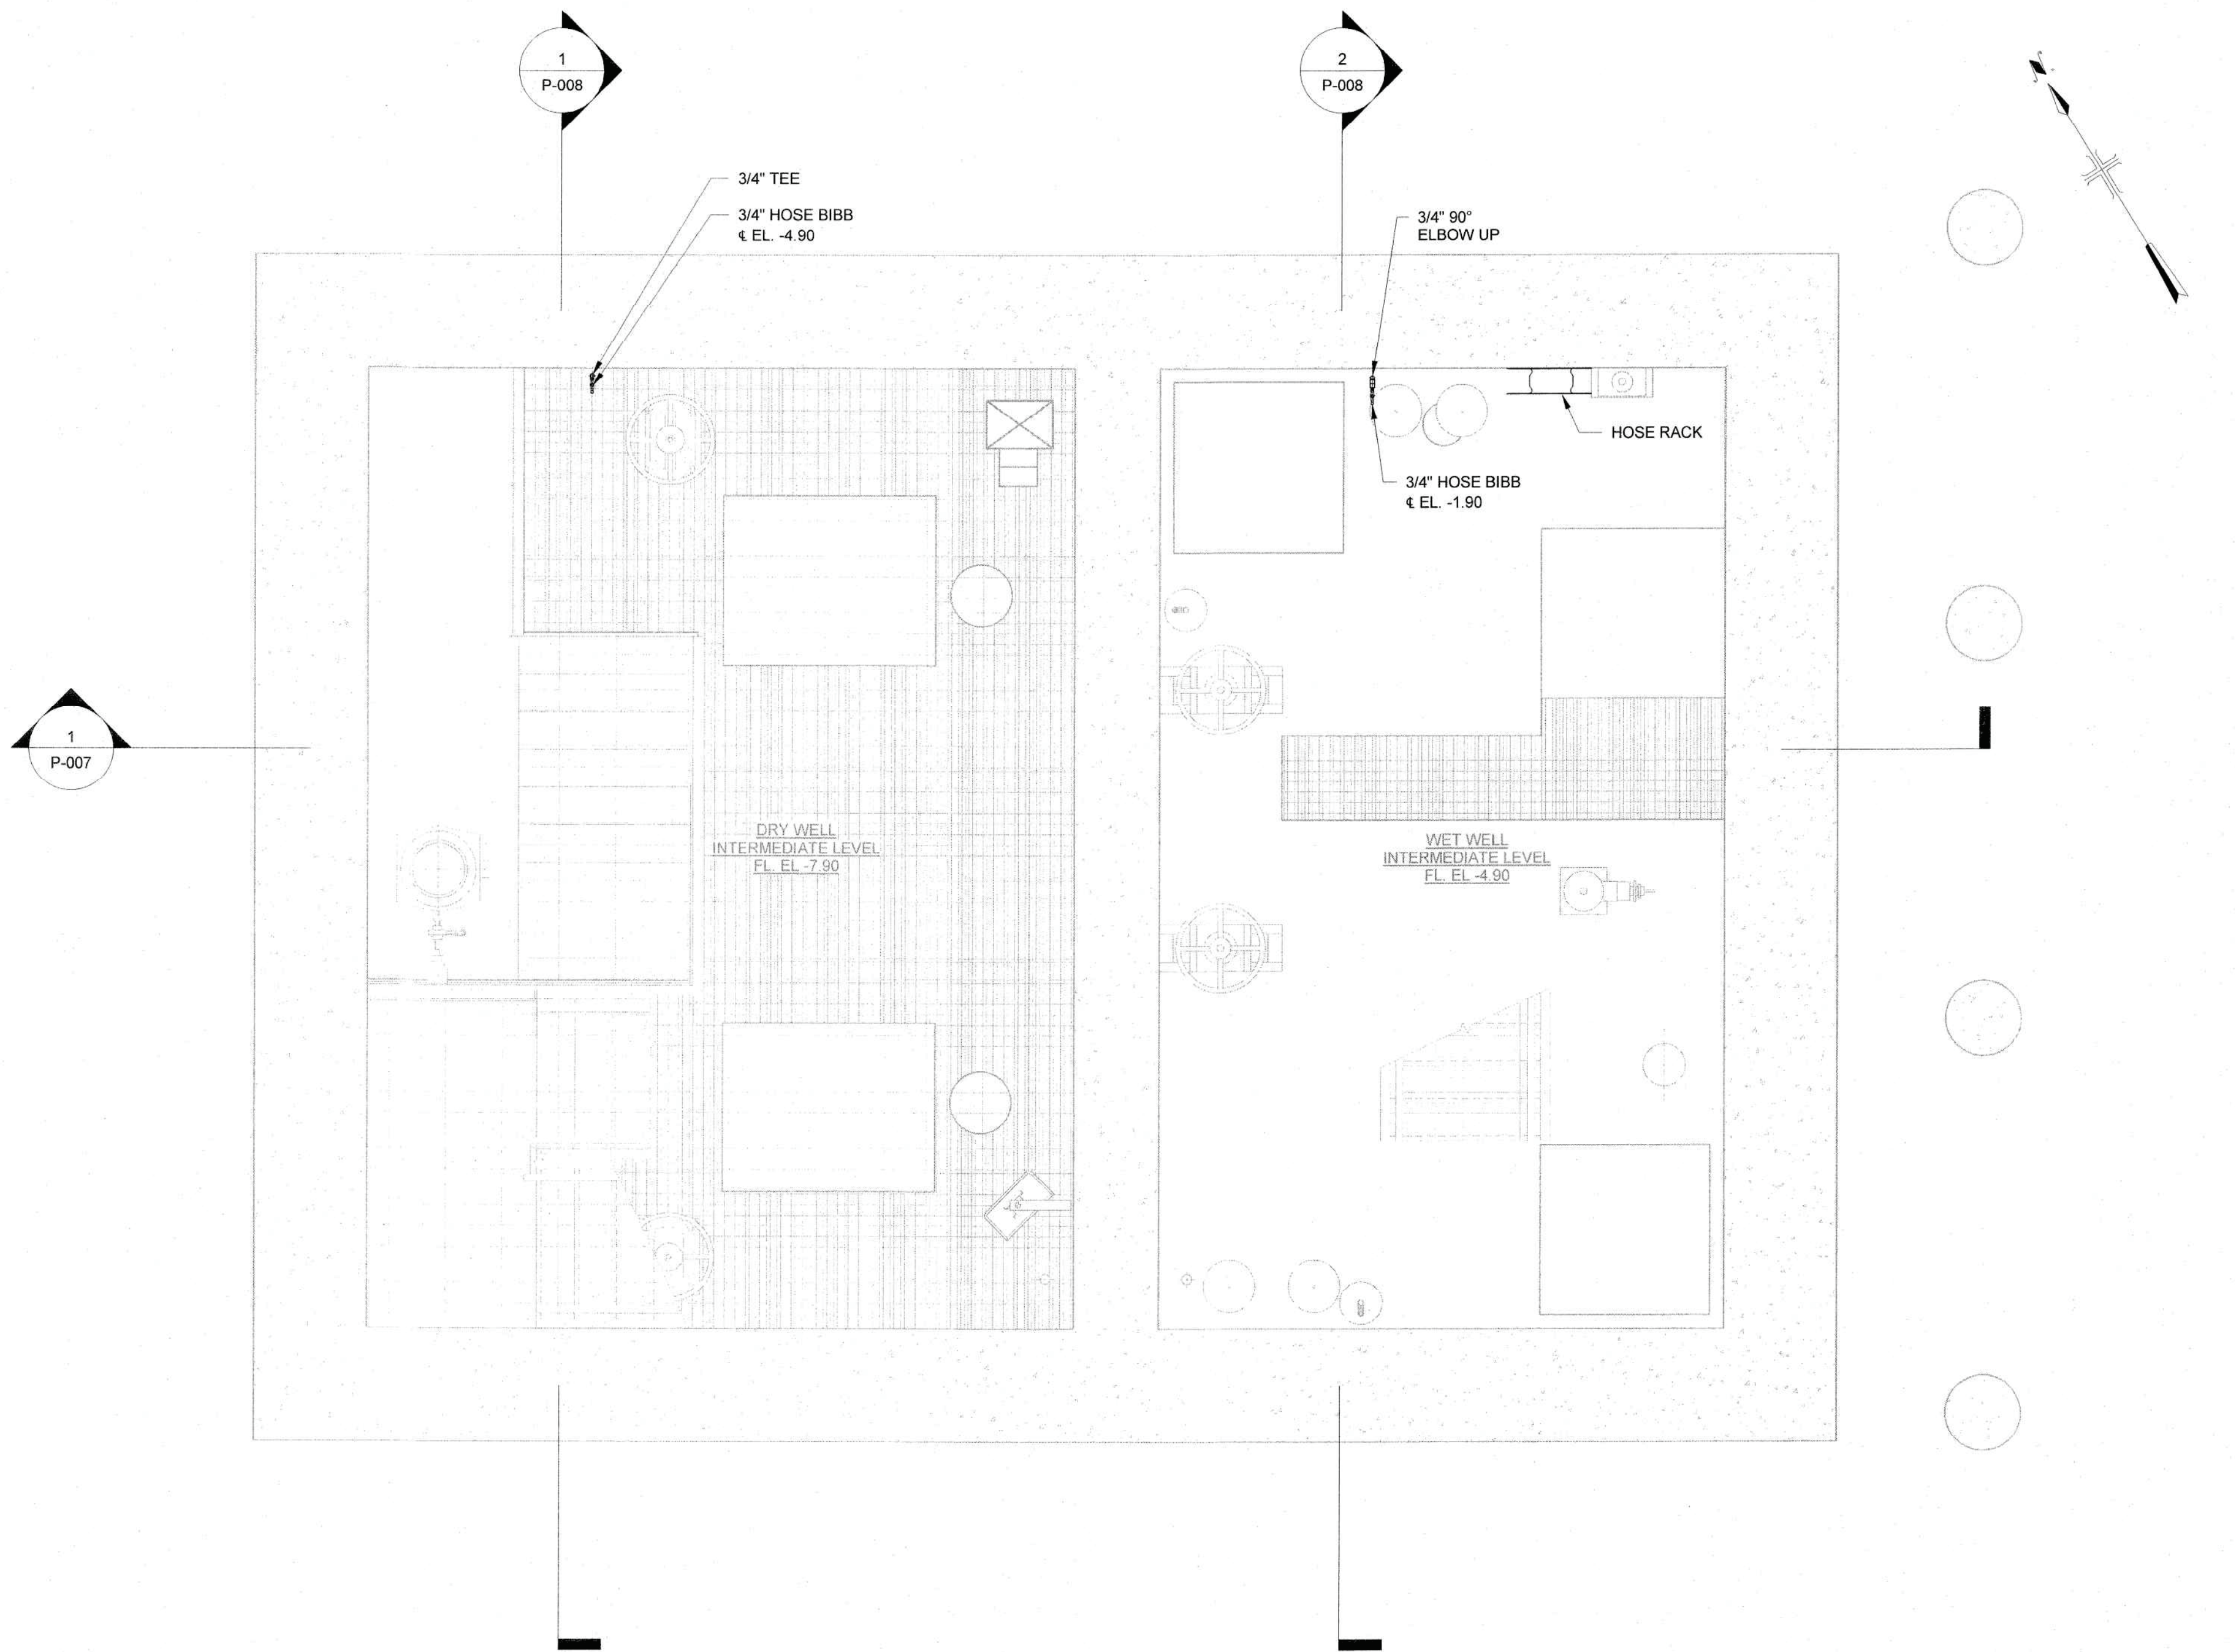 1
P-008
2
P-008
N
3/4" TEE
3/4" HOSE BIBB
℄ EL. -4.90
3/4" 90°
ELBOW UP
HOSE RACK
3/4" HOSE BIBB
℄ EL. -1.90
1
P-007
DRY WELL
INTERMEDIATE LEVEL
FL. EL -7.90
WET WELL
INTERMEDIATE LEVEL
FL. EL -4.90